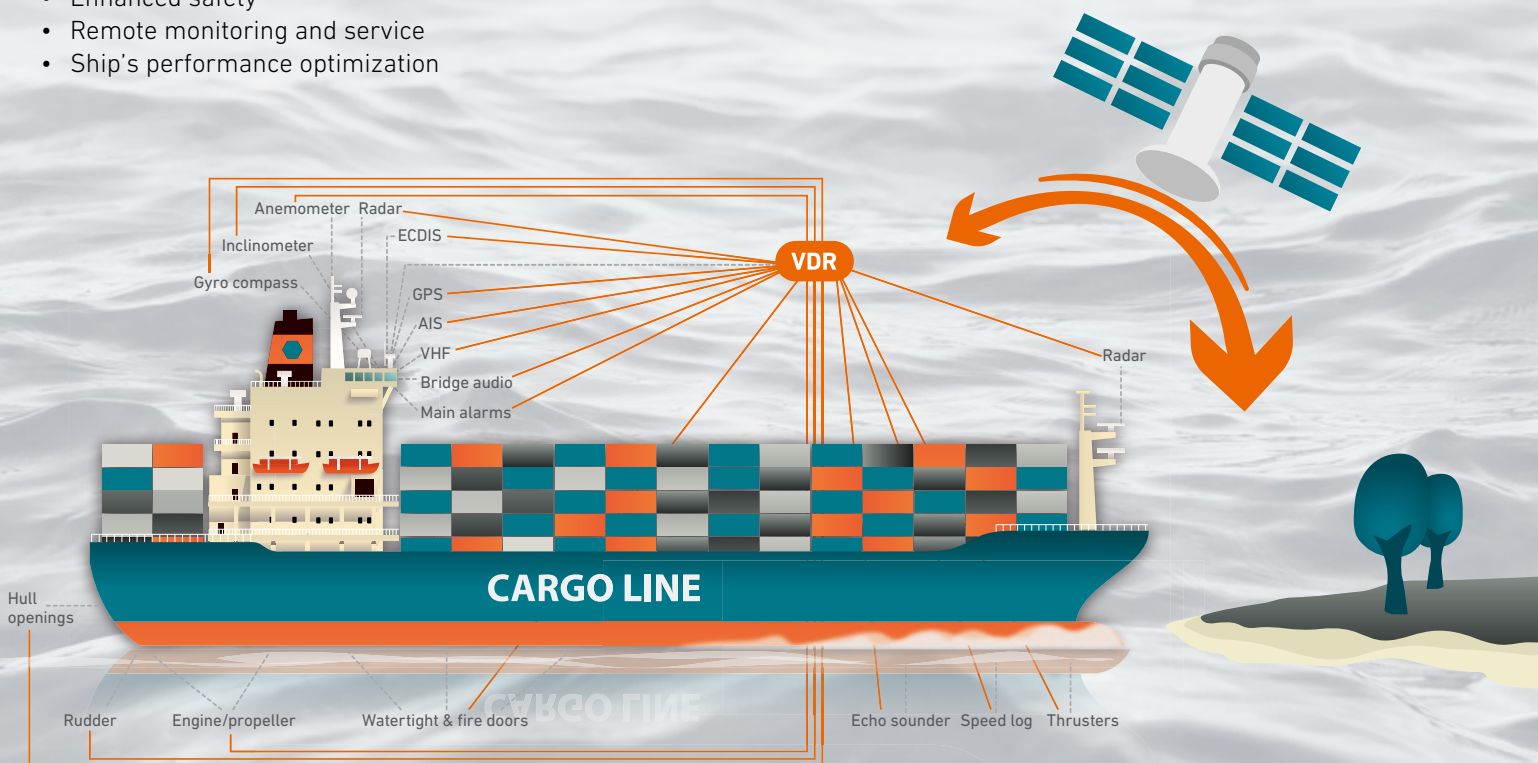 • Enhanced safety
• Remote monitoring and service
• Ship's performance optimization
Anemometer
Radar
ECDIS
Inclinometer
VDR
Gyro compass
GPS
AIS
VHF
Radar
Bridge audio
Main alarms
CARGO LINE
Hull
openings
CARGO LINE
Rudder
Engine/propeller
Watertight & fire doors
Echo sounder
Speed log
Thrusters